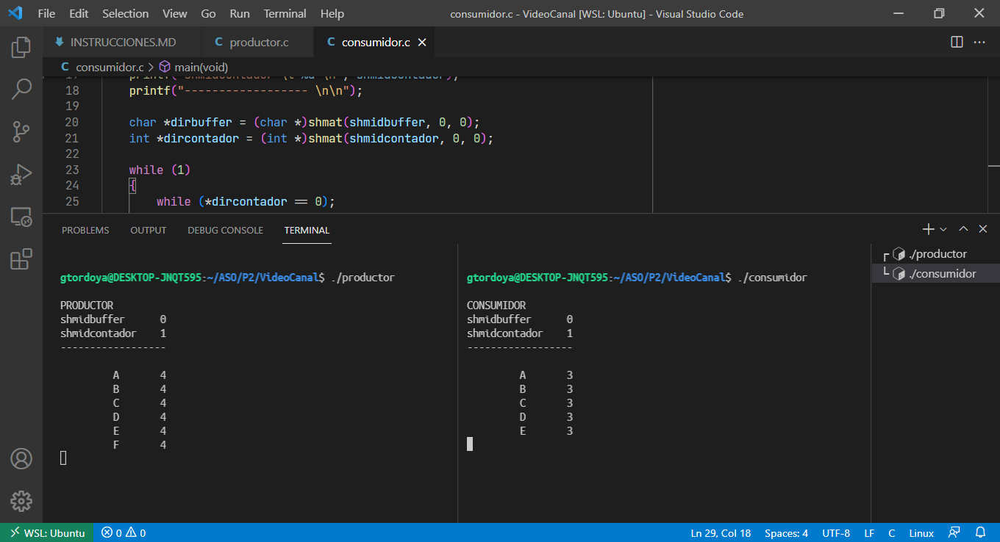 File Edit Selection View Go Run Terminal Help consumidor.c - VideoCanal [WSL: Ubuntu] - Visual Studio Code
INSTRUCCIONES.MD C productor.c C consumidor.c
C consumidor.c > main(void)
18 printf("------------------ \n\n");
19
20 char *dirbuffer = (char *)shmat(shmidbuffer, 0, 0);
21 int *dircontador = (int *)shmat(shmidcontador, 0, 0);
22
23 while (1)
24 {
25 while (*dircontador == 0);
PROBLEMS OUTPUT DEBUG CONSOLE TERMINAL
gtordoya@DESKTOP-JNQT595:~/ASO/P2/VideoCanal$ ./productor
PRODUCTOR
shmidbuffer 0
shmidcontador 1
------------------
A 4
B 4
C 4
D 4
E 4
F 4
gtordoya@DESKTOP-JNQT595:~/ASO/P2/VideoCanal$ ./consumidor
CONSUMIDOR
shmidbuffer 0
shmidcontador 1
------------------
A 3
B 3
C 3
D 3
E 3
./productor
./consumidor
WSL: Ubuntu 0 0 Ln 29, Col 18 Spaces: 4 UTF-8 LF C Linux